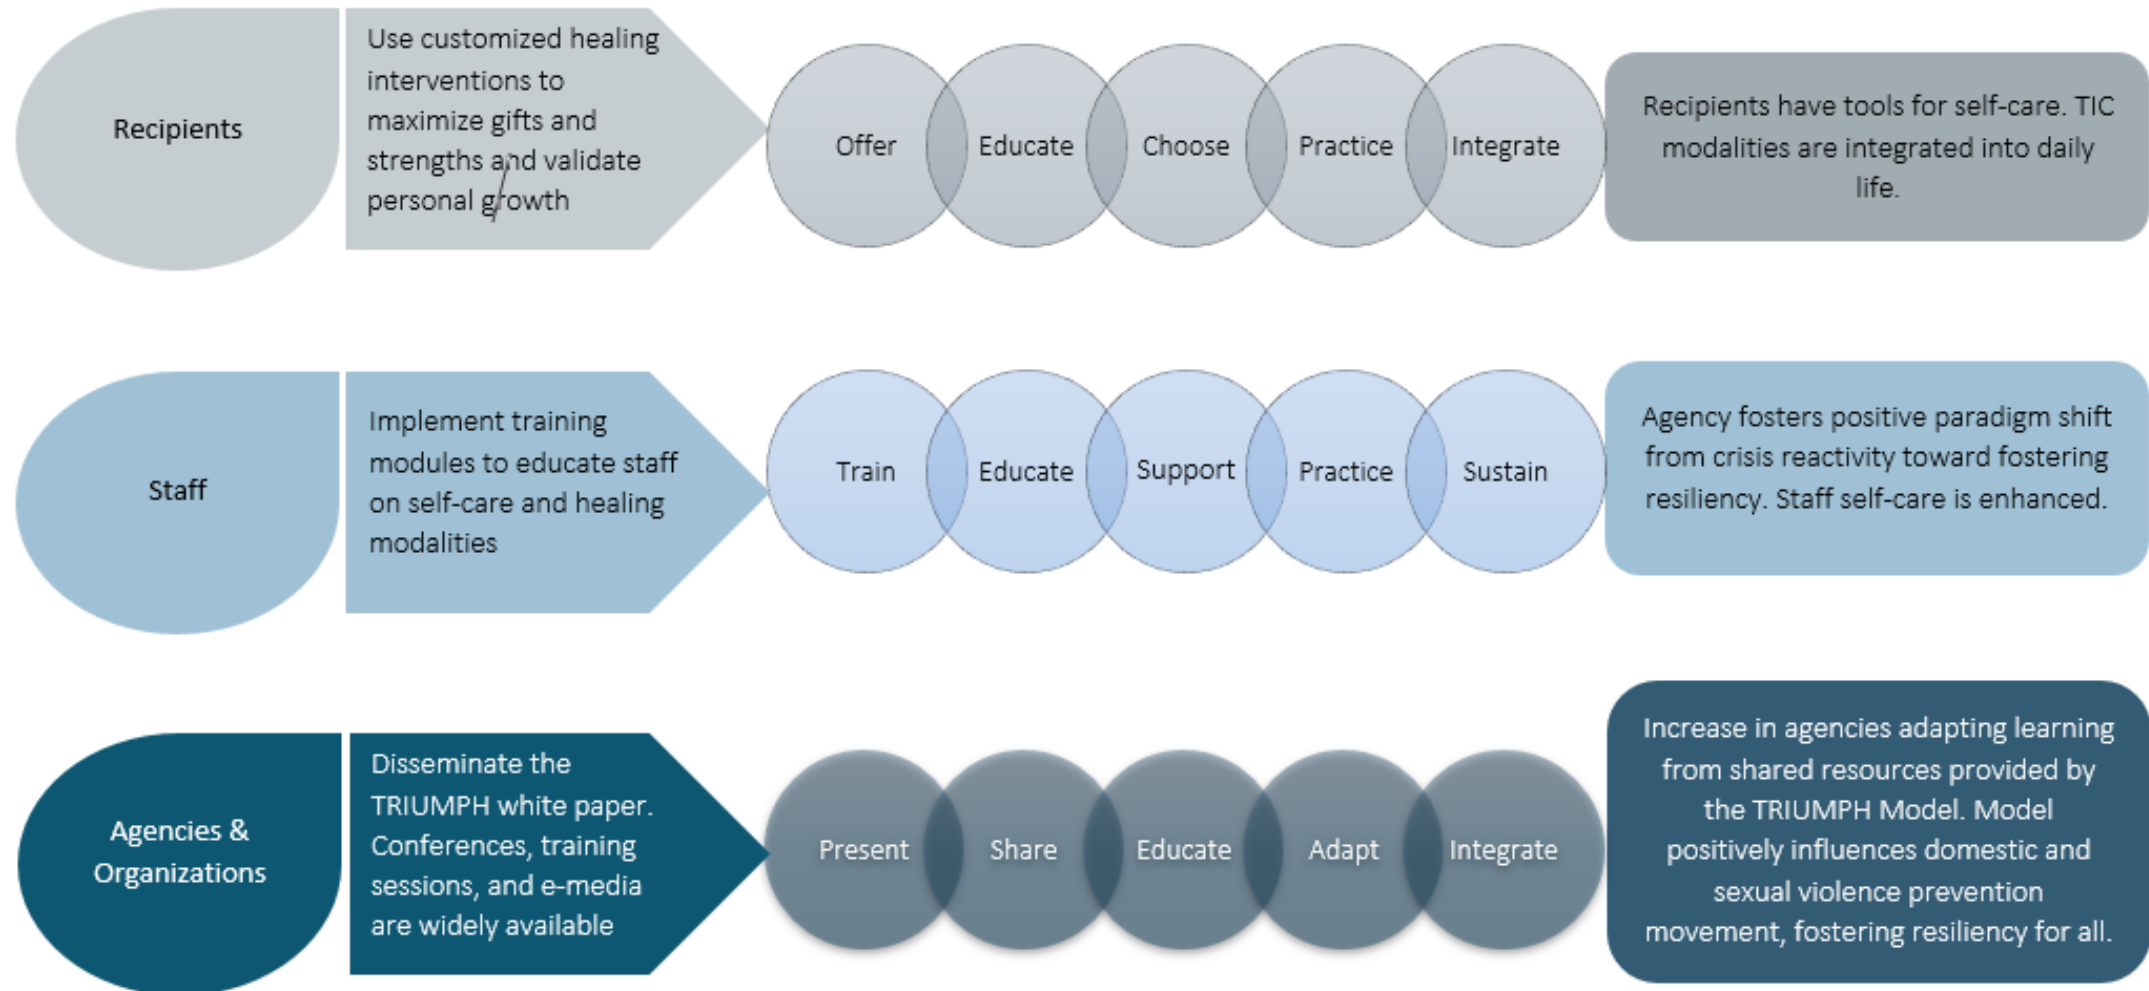 Recipients
Use customized healing
interventions to
maximize gifts and
strengths and validate
personal growth
Offer
Educate
Choose
Practice
Integrate
Recipients have tools for self-care. TIC
modalities are integrated into daily
life.
Staff
Implement training
modules to educate staff
on self-care and healing
modalities
Train
Educate
Support
Practice
Sustain
Agency fosters positive paradigm shift
from crisis reactivity toward fostering
resiliency. Staff self-care is enhanced.
Agencies &
Organizations
Disseminate the
TRIUMPH white paper.
Conferences, training
sessions, and e-media
are widely available
Present
Share
Educate
Adapt
Integrate
Increase in agencies adapting learning
from shared resources provided by
the TRIUMPH Model. Model
positively influences domestic and
sexual violence prevention
movement, fostering resiliency for all.